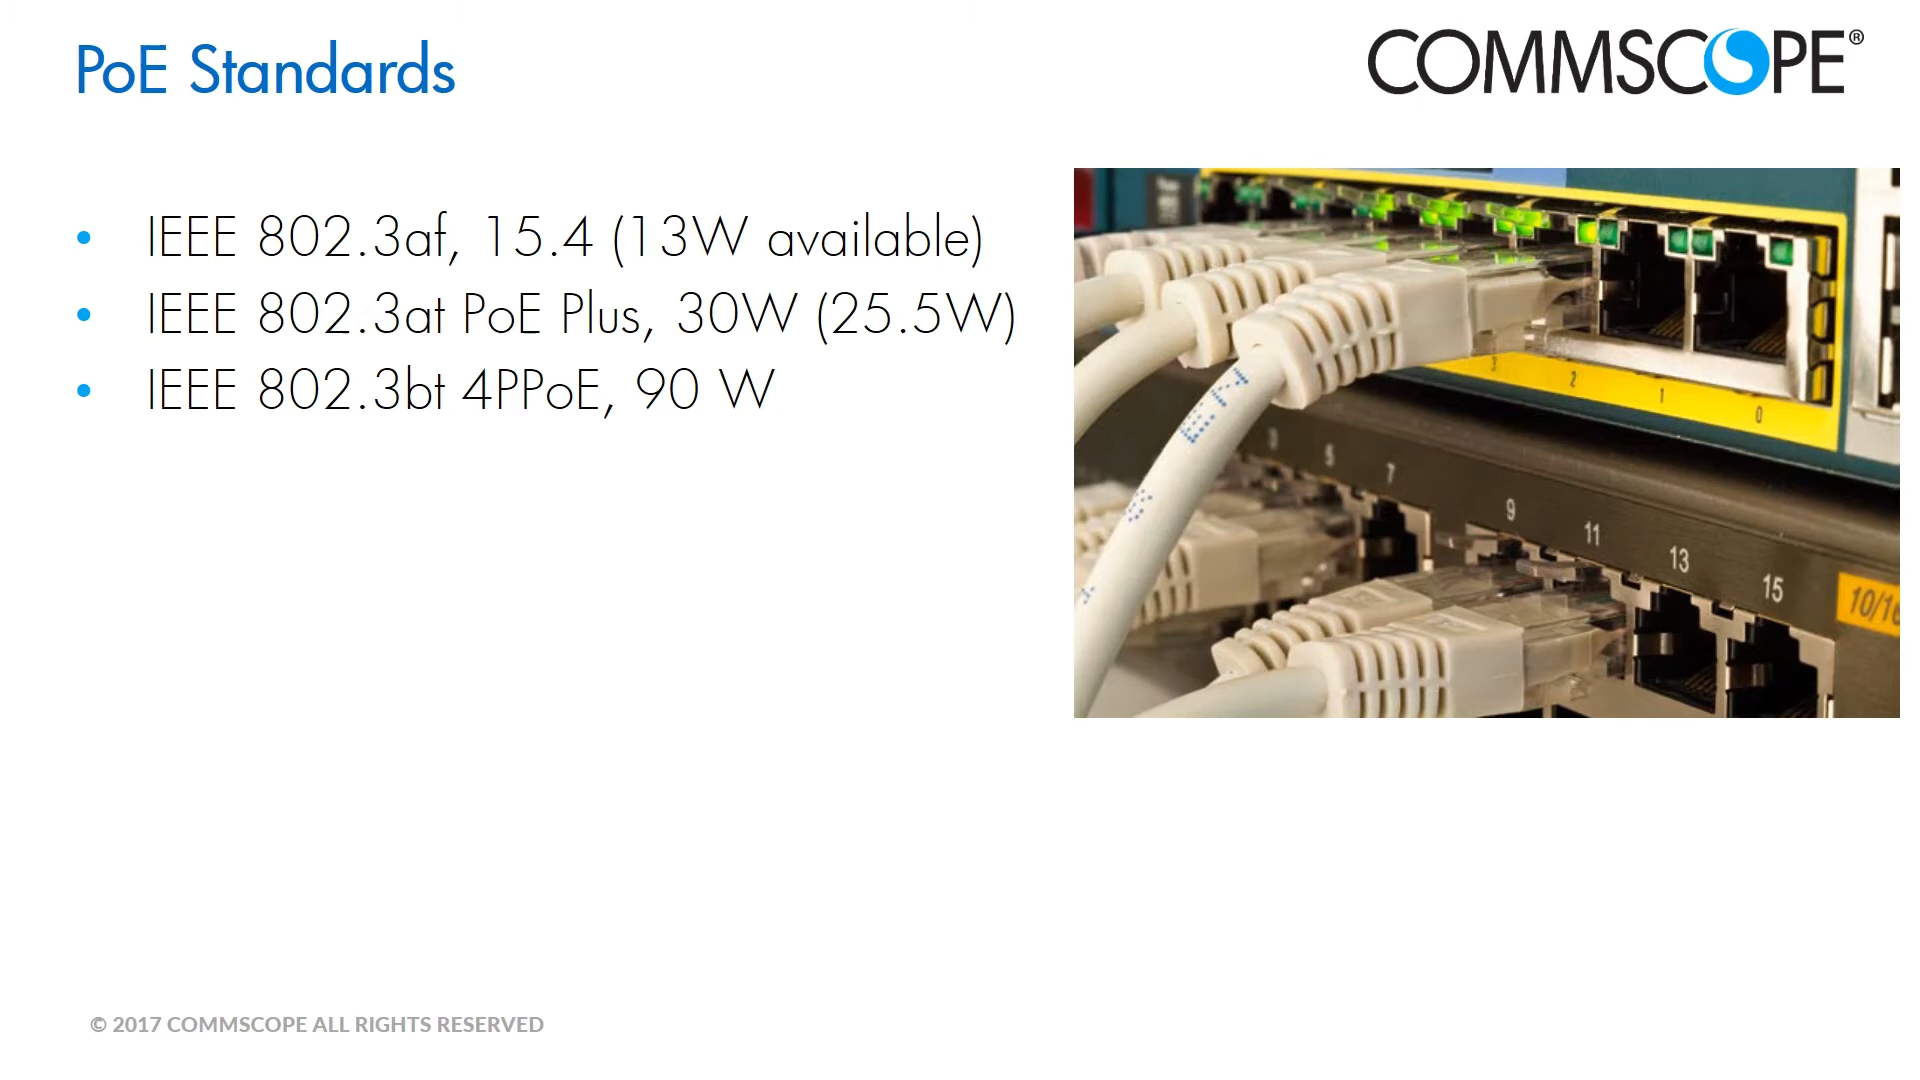 PoE Standards
COMMSCOPE®
• IEEE 802.3af, 15.4 (13W available)
• IEEE 802.3at PoE Plus, 30W (25.5W)
• IEEE 802.3bt 4PPoE, 90 W
3 2 1 0
3 5 7 9 11 13 15
© 2017 COMMSCOPE ALL RIGHTS RESERVED